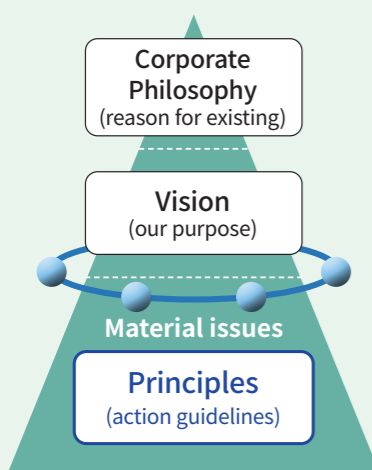 Corporate
Philosophy
(reason for existing)
Vision
(our purpose)
Material issues
Principles
(action guidelines)